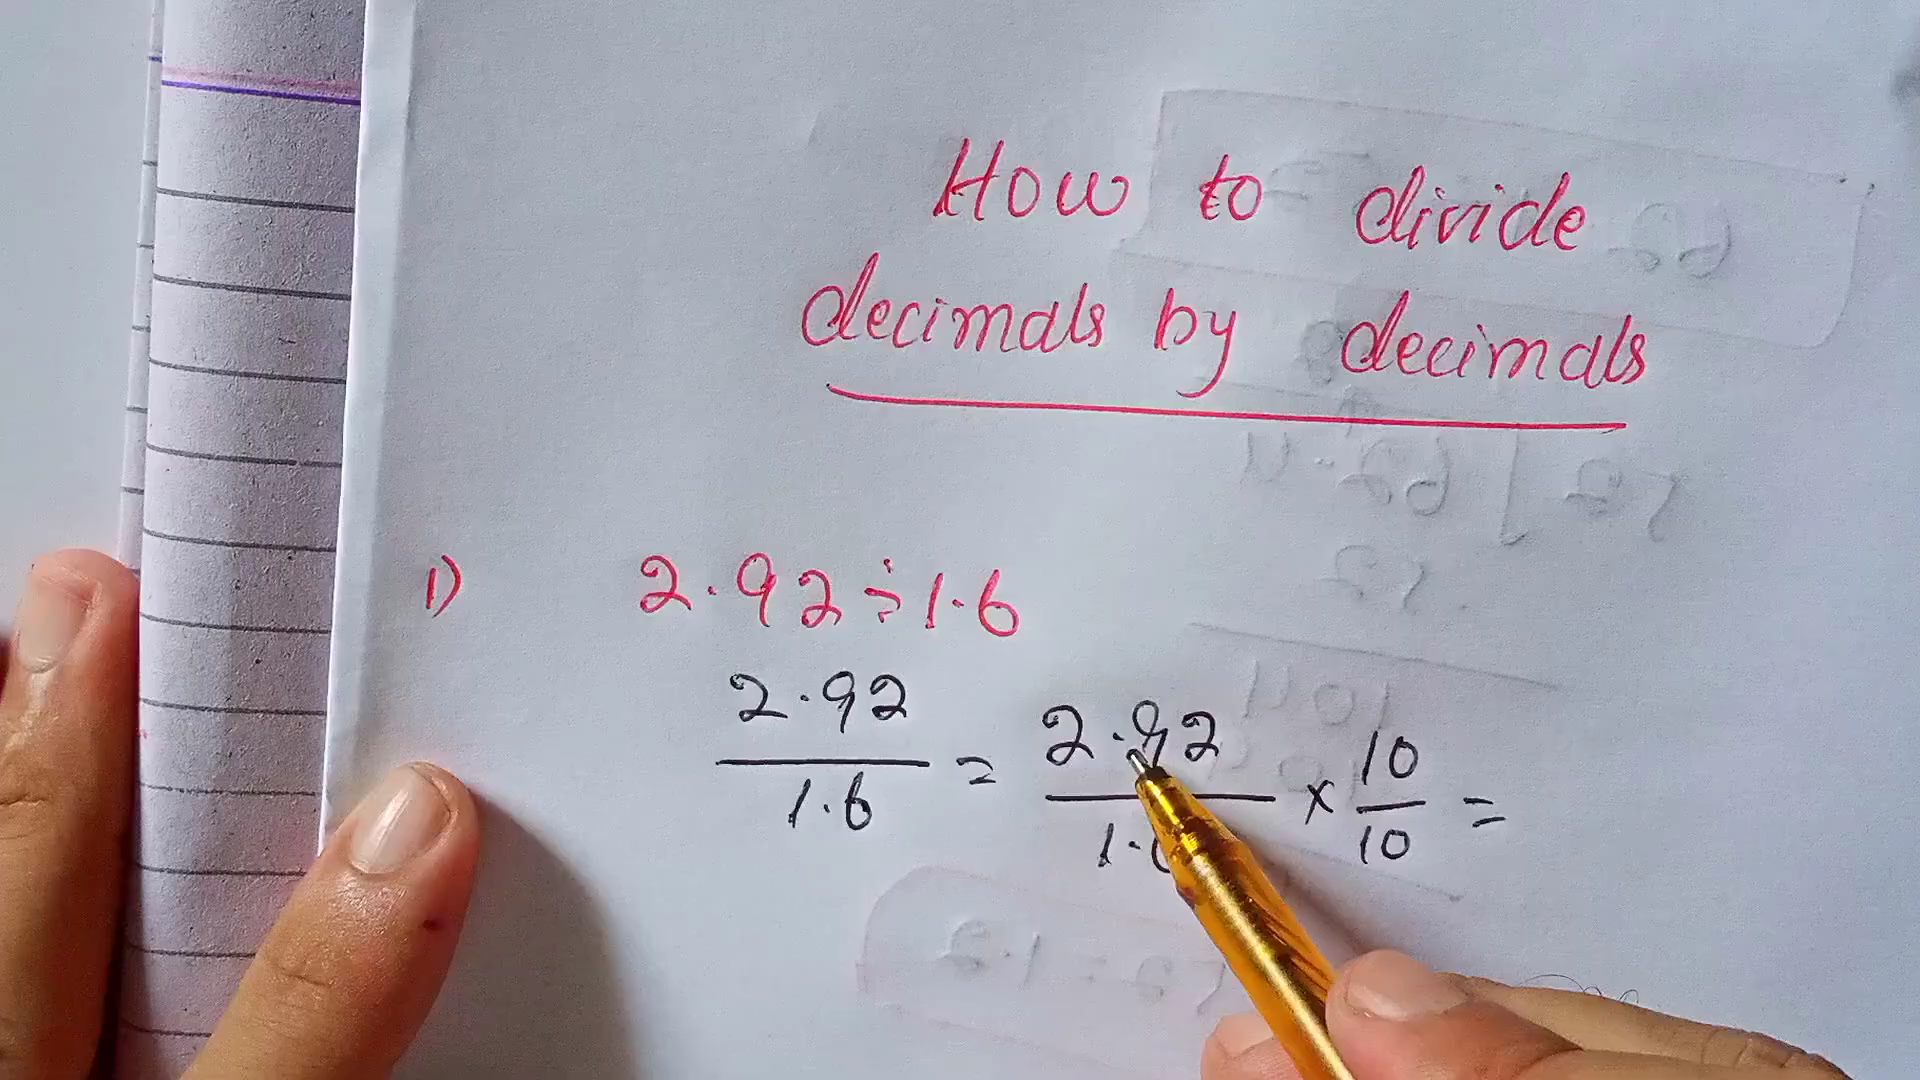 How to divide
decimals by decimals
1) 2.92÷1.6
2.92/1.6 = 2.92/1.6 × 10/10 =